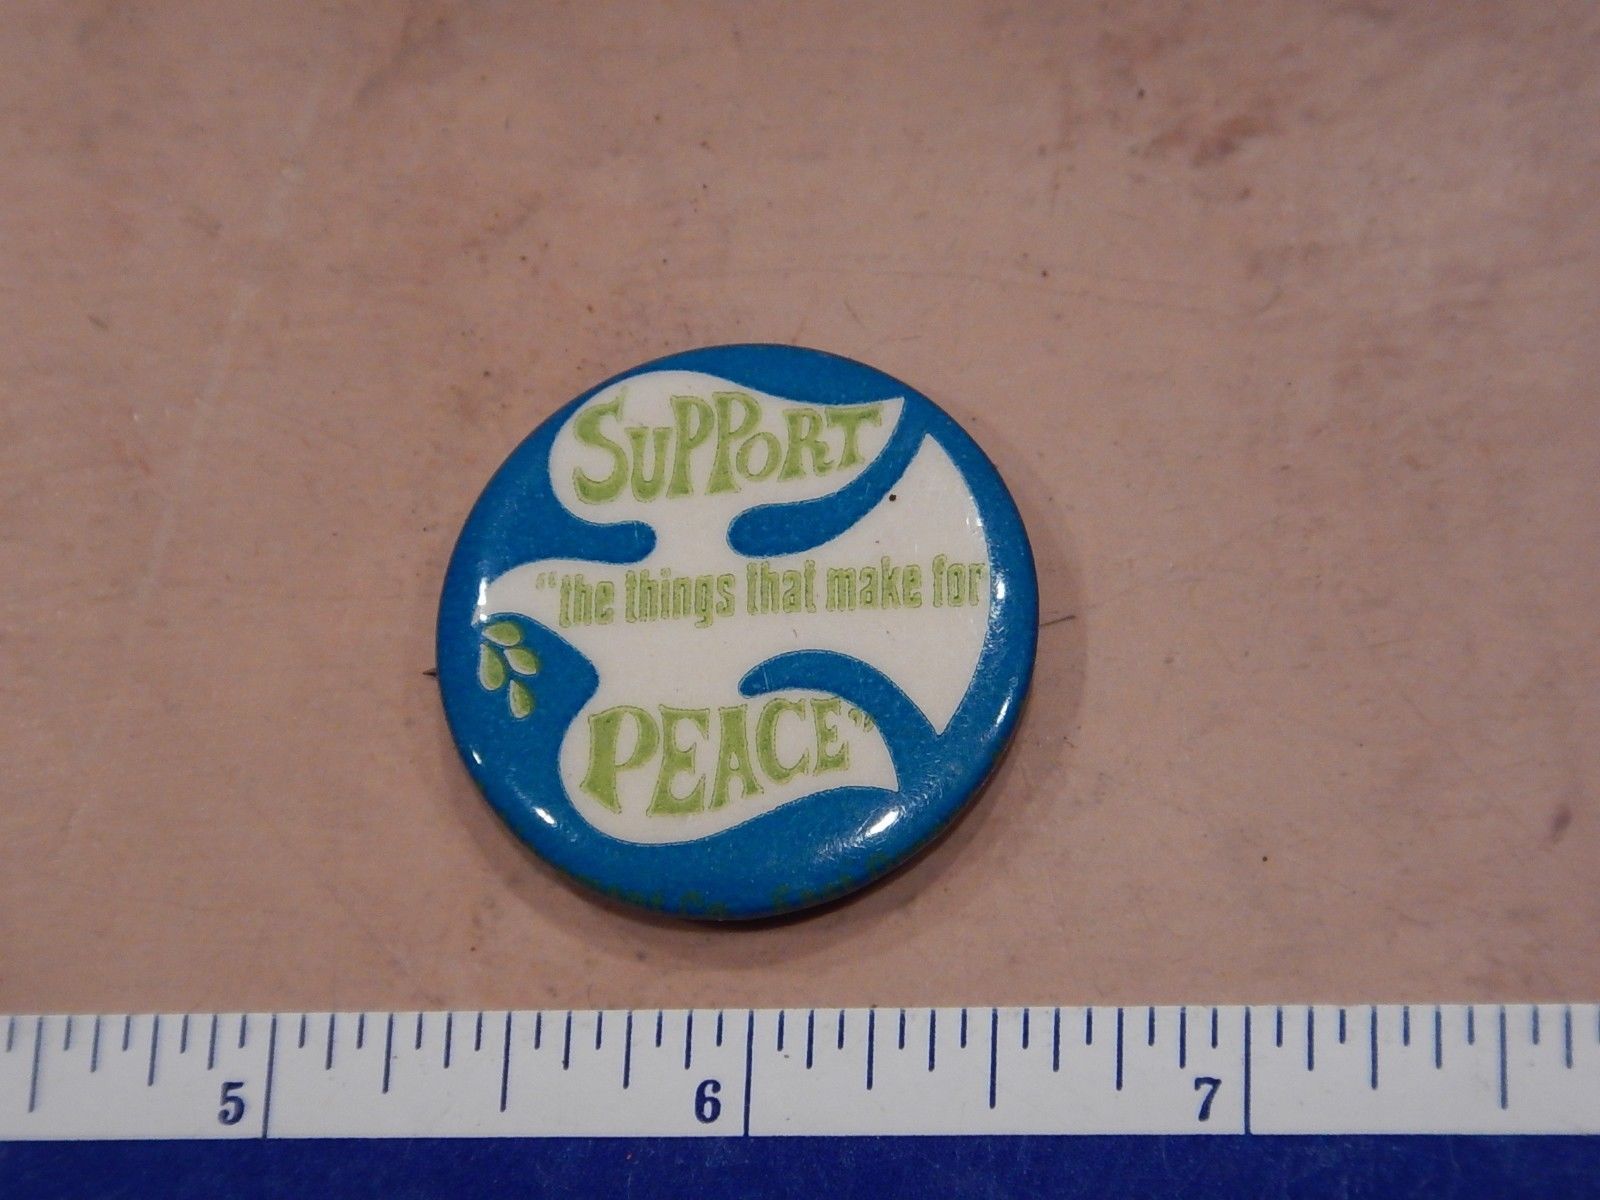 SUPPORT
"the things that make for
PEACE"
5 6 7